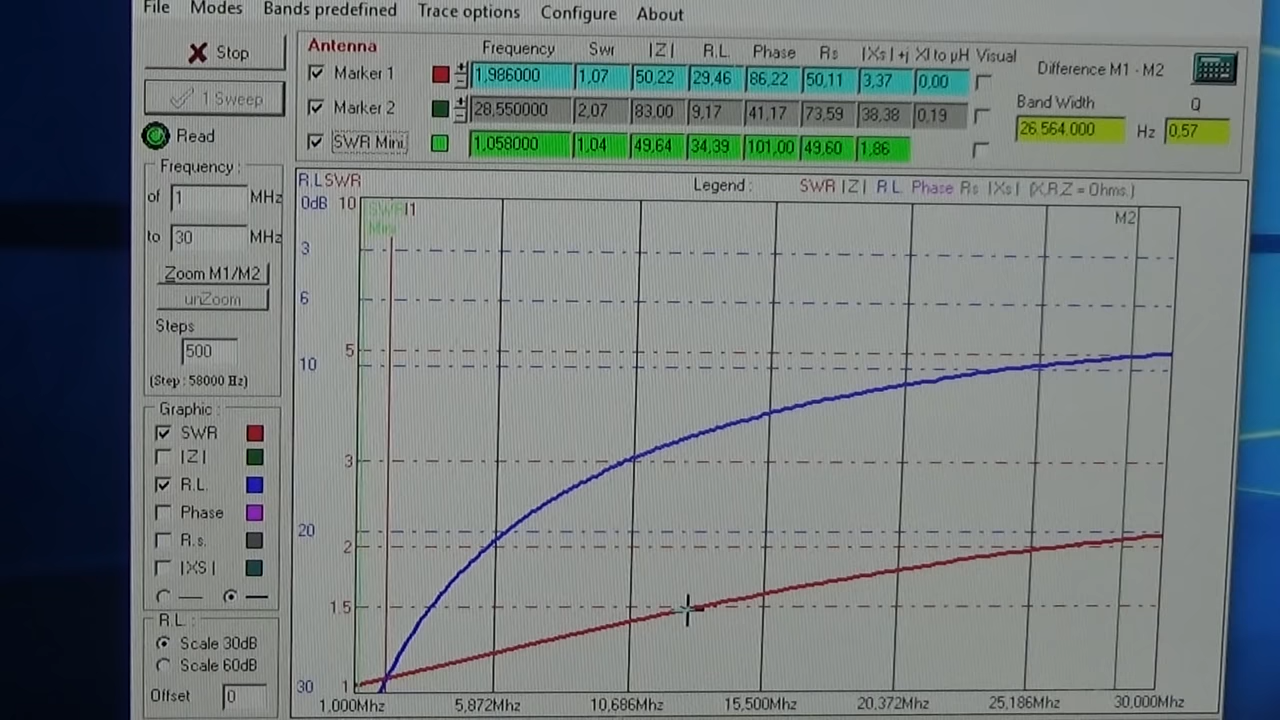 File Modes Bands predefined Trace options Configure About
Stop
1 Sweep
Read
Frequency :
of 1 MHz
to 30 MHz
Zoom M1/M2
unZoom
Steps
500
(Step : 58000 Hz)
Graphic :
SWR
|Z|
R.L.
Phase
R.s.
|XS|
R.L. :
Scale 30dB
Scale 60dB
Offset 0
Antenna Frequency Swr |Z| R.L. Phase Rs |Xs|+j Xl to µH Visual
Marker 1 1,986000 1,07 50,22 29,46 86,22 50,11 3,37 0,00
Marker 2 28,550000 2,07 83,00 9,17 41,17 73,59 38,38 0,19
SWR Mini. 1,058000 1,04 49,64 34,39 101,00 49,60 1,86
Difference M1 - M2
Band Width Q
26.564.000 Hz 0,57
R.L SWR Legend : SWR |Z| R.L. Phase Rs |Xs| (X,R,Z = Ohms.)
0dB 10 SWR M1 M2
Mini
3
6
5
10
3
20
2
1.5
30 1
1,000Mhz 5,872Mhz 10,686Mhz 15,500Mhz 20,372Mhz 25,186Mhz 30,000Mhz